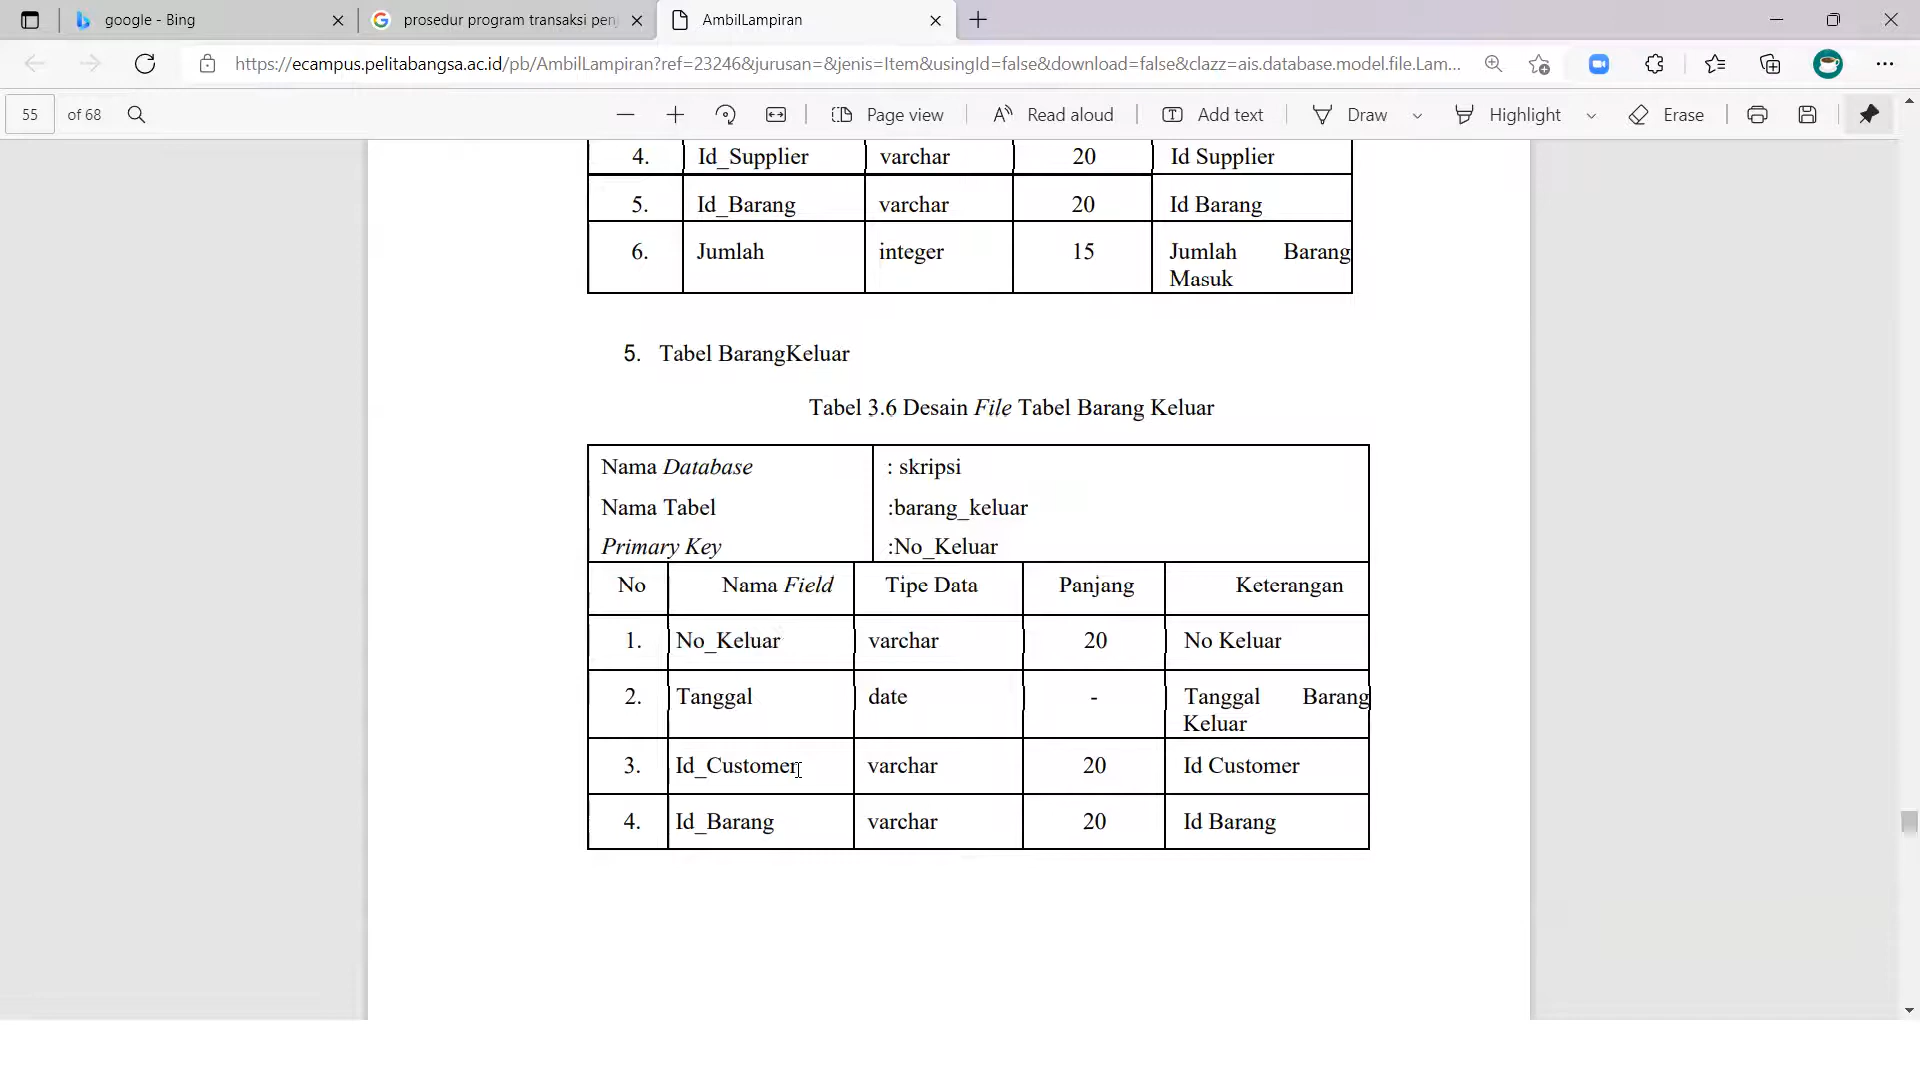 google - Bing
prosedur program transaksi penj
AmbilLampiran
https://ecampus.pelitabangsa.ac.id/pb/AmbilLampiran?ref=23246&jurusan=&jenis=Item&usingId=false&download=false&clazz=ais.database.model.file.Lam...
55 of 68 Page view Read aloud Add text Draw Highlight Erase
4. Id_Supplier varchar 20 Id Supplier
5. Id_Barang varchar 20 Id Barang
6. Jumlah integer 15 Jumlah Barang
Masuk
5. Tabel BarangKeluar
Tabel 3.6 Desain File Tabel Barang Keluar
Nama Database : skripsi
Nama Tabel :barang_keluar
Primary Key :No_Keluar
No Nama Field Tipe Data Panjang Keterangan
1. No_Keluar varchar 20 No Keluar
2. Tanggal date - Tanggal Barang
Keluar
3. Id_Customer varchar 20 Id Customer
4. Id_Barang varchar 20 Id Barang